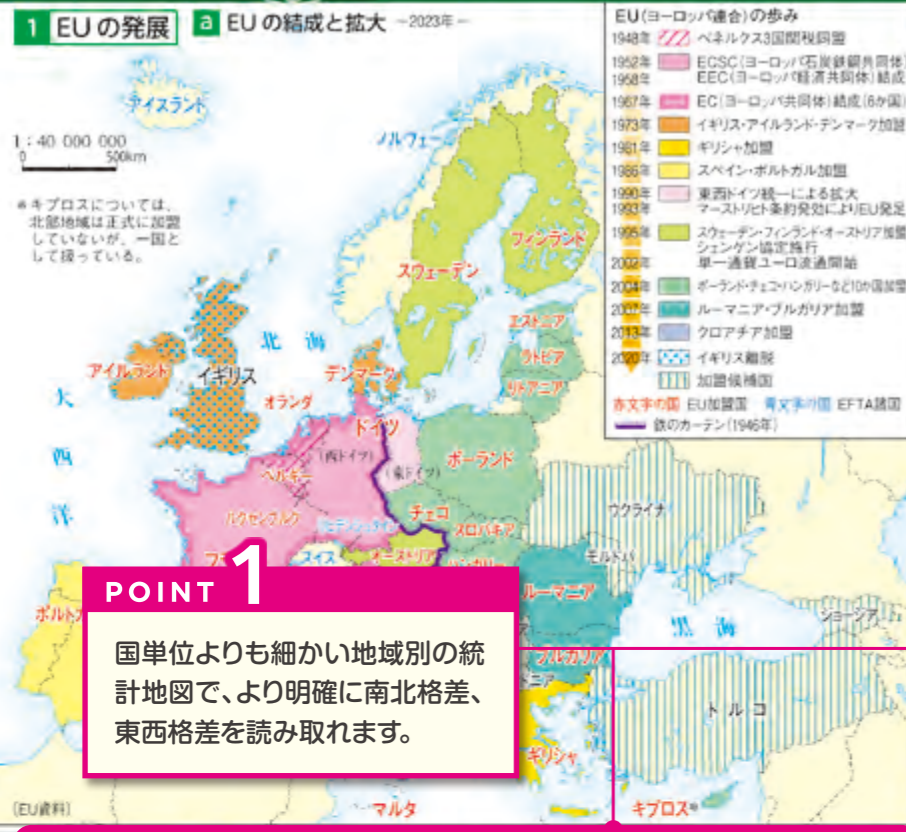 1 EUの発展 a EUの結成と拡大 −2023年−
1:40 000 000
0 500km
*キプロスについては、
北部地域は正式に加盟
していないが、一国と
して扱っている。
EU(ヨーロッパ連合)の歩み
1948年 ベネルクス3国関税同盟
1952年 ECSC(ヨーロッパ石炭鉄鋼共同体)
1958年 EEC(ヨーロッパ経済共同体)結成
1967年 EC(ヨーロッパ共同体)結成(6か国)
1973年 イギリス・アイルランド・デンマーク加盟
1981年 ギリシャ加盟
1986年 スペイン・ポルトガル加盟
1990年 東西ドイツ統一による拡大
1993年 マーストリヒト条約発効によりEU発足
1995年 スウェーデン・フィンランド・オーストリア加盟
シェンゲン協定施行
2002年 単一通貨ユーロ流通開始
2004年 ポーランド・チェコ・ハンガリーなど10か国加盟
2007年 ルーマニア・ブルガリア加盟
2013年 クロアチア加盟
2020年 イギリス離脱
加盟候補国
赤文字の国 EU加盟国 青文字の国 EFTA諸国
鉄のカーテン(1946年)
アイスランド
ノルウェー
スウェーデン
フィンランド
エストニア
ラトビア
リトアニア
北海
アイルランド
イギリス
デンマーク
オランダ
大西洋
ドイツ
(西ドイツ)
(東ドイツ)
ポーランド
ベルギー
ルクセンブルク
チェコ
スロバキア
ウクライナ
リヒテンシュタイン
スイス
オーストリア
ハンガリー
モルドバ
ルーマニア
黒海
ジョージア
ブルガリア
トルコ
ギリシャ
マルタ
キプロス*
POINT 1
国単位よりも細かい地域別の統
計地図で、より明確に南北格差、
東西格差を読み取れます。
(EU資料)